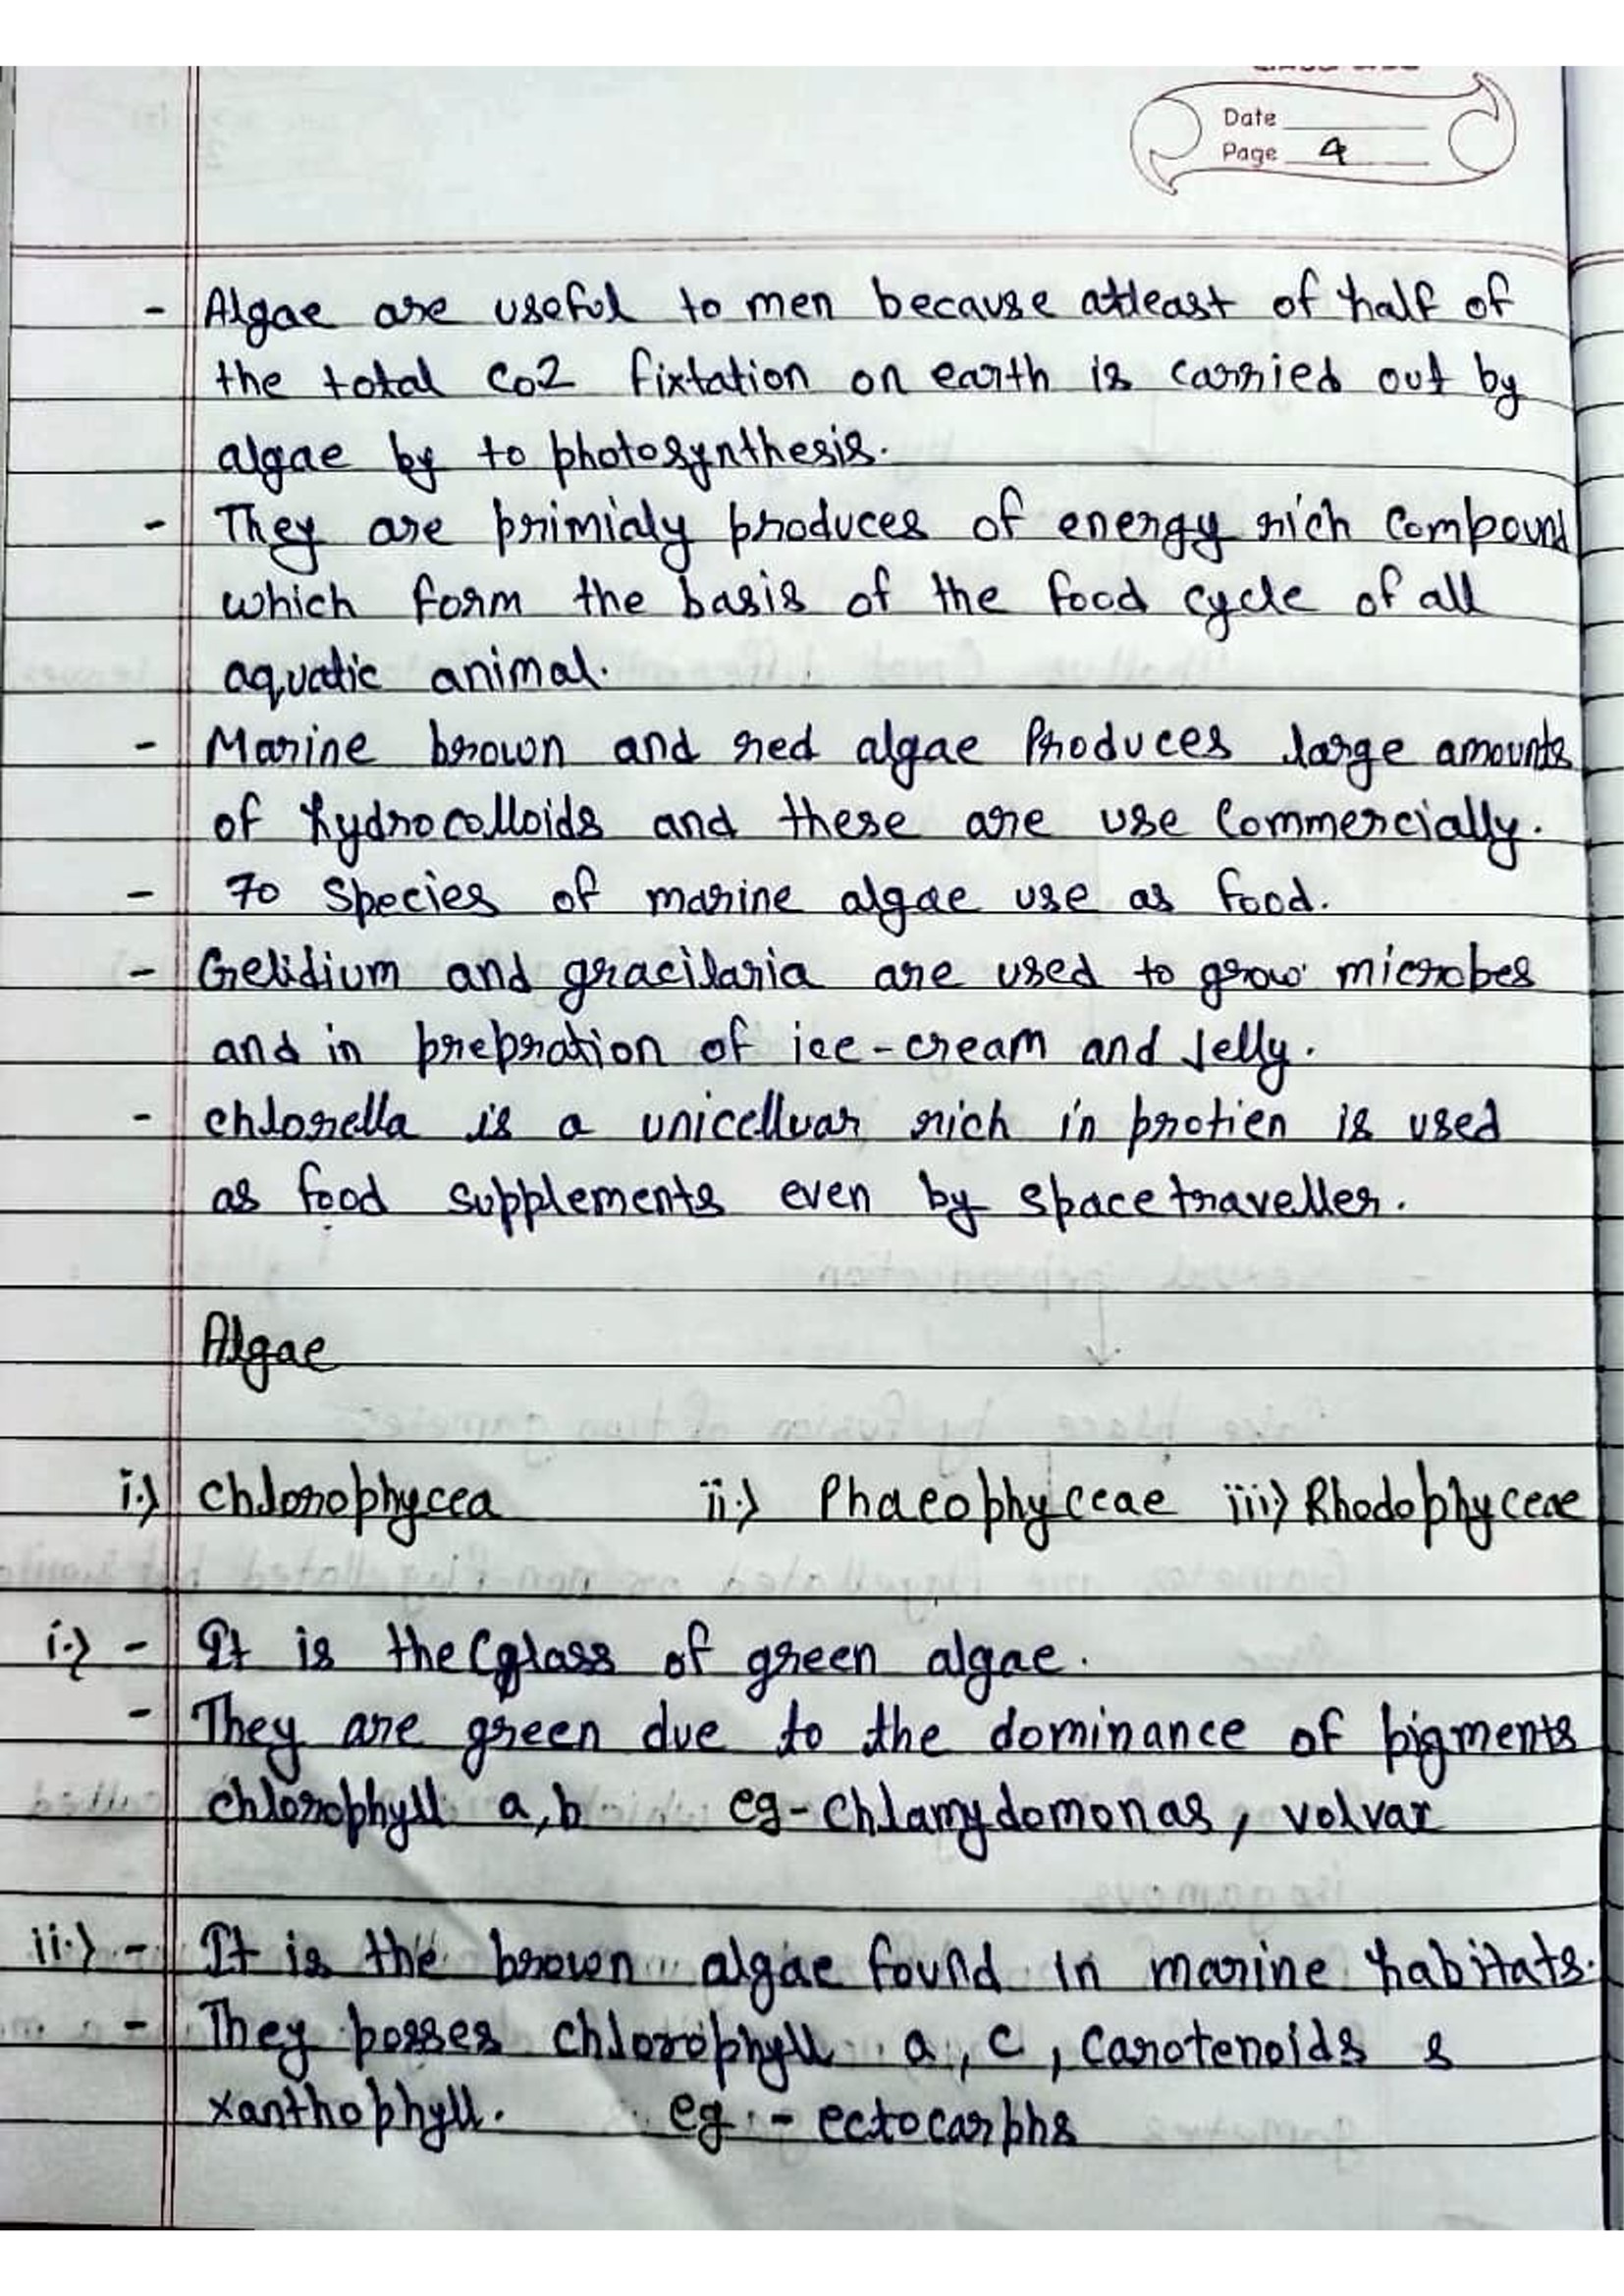 Date
Page 4
- Algae are useful to men because atleast of half of
the total Co2 fixtation on earth is carried out by
algae by to photosynthesis.
- They are primialy produces of energy rich compound
which form the basis of the food cycle of all
aquatic animal.
- Marine brown and red algae Produces large amounts
of hydrocolloids and these are use Commercially.
- 70 Species of marine algae use as food.
- Gelidium and gracilaria are used to grow microbes
and in prepration of ice-cream and Jelly.
- chlorella is a unicelluar rich in protien is used
as food supplements even by space traveller.
Algae
i.) Chlorophycea ii.) Phaeophyceae iii) Rhodophyceae
i.) - It is the class of green algae.
- They are green due to the dominance of pigments
chlorophyll a,b eg - Chlamydomonas, volvax
ii.) - It is the brown algae found in marine habitats.
- They posses chlorophyll a, c, carotenoids &
xanthophyll. eg - ectocarphs